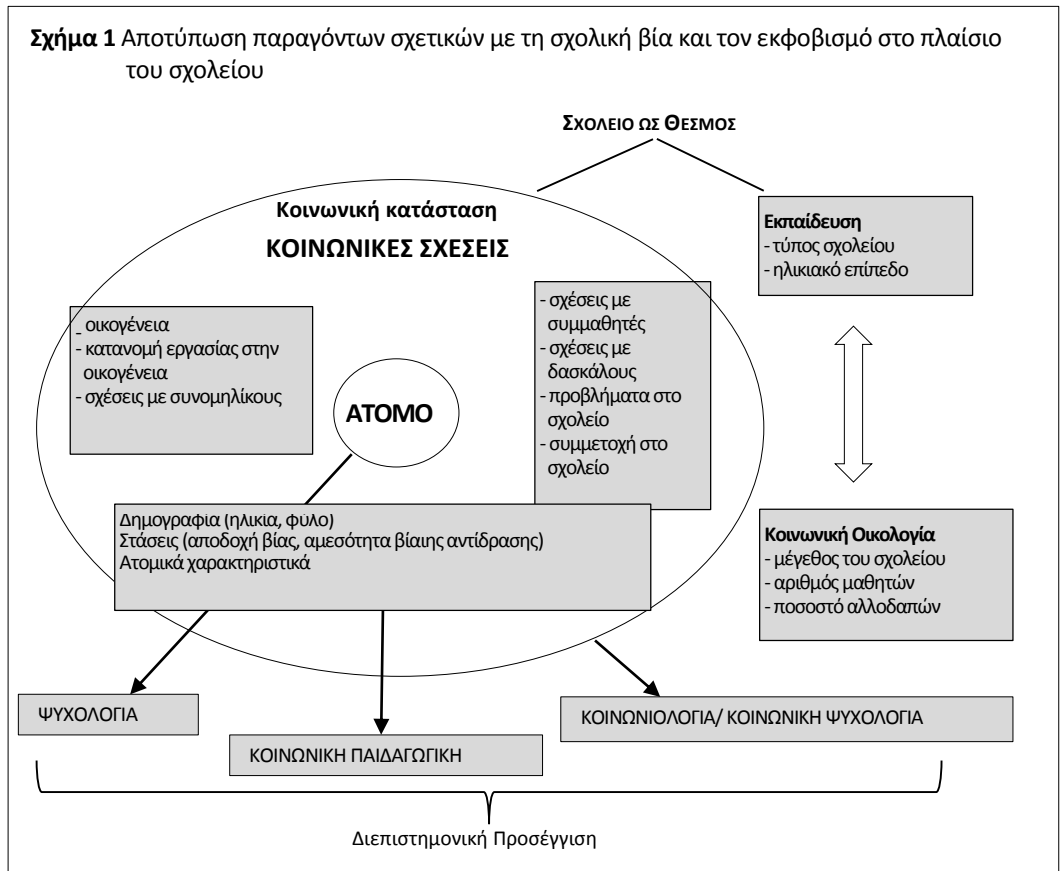 Σχήμα 1 Αποτύπωση παραγόντων σχετικών με τη σχολική βία και τον εκφοβισμό στο πλαίσιο
του σχολείου
ΣΧΟΛΕΙΟ ΩΣ ΘΕΣΜΟΣ
Κοινωνική κατάσταση
ΚΟΙΝΩΝΙΚΕΣ ΣΧΕΣΕΙΣ
Εκπαίδευση
- τύπος σχολείου
- ηλικιακό επίπεδο
- οικογένεια
- κατανομή εργασίας στην
οικογένεια
- σχέσεις με συνομηλίκους
ΑΤΟΜΟ
- σχέσεις με
συμμαθητές
- σχέσεις με
δασκάλους
- προβλήματα στο
σχολείο
- συμμετοχή στο
σχολείο
Δημογραφία (ηλικία, φύλο)
Στάσεις (αποδοχή βίας, αμεσότητα βίαιης αντίδρασης)
Ατομικά χαρακτηριστικά
Κοινωνική Οικολογία
- μέγεθος του σχολείου
- αριθμός μαθητών
- ποσοστό αλλοδαπών
ΨΥΧΟΛΟΓΙΑ
ΚΟΙΝΩΝΙΚΗ ΠΑΙΔΑΓΩΓΙΚΗ
ΚΟΙΝΩΝΙΟΛΟΓΙΑ/ ΚΟΙΝΩΝΙΚΗ ΨΥΧΟΛΟΓΙΑ
Διεπιστημονική Προσέγγιση